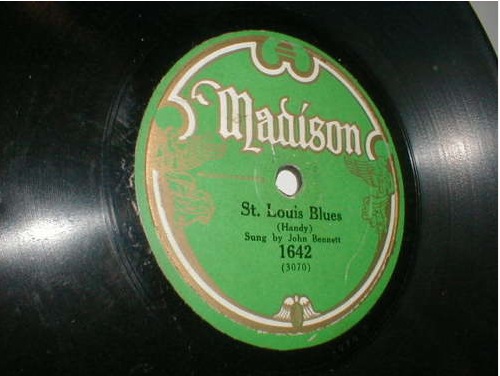 Madison
St. Louis Blues
(Handy)
Sung by John Bennett
1642
(3070)